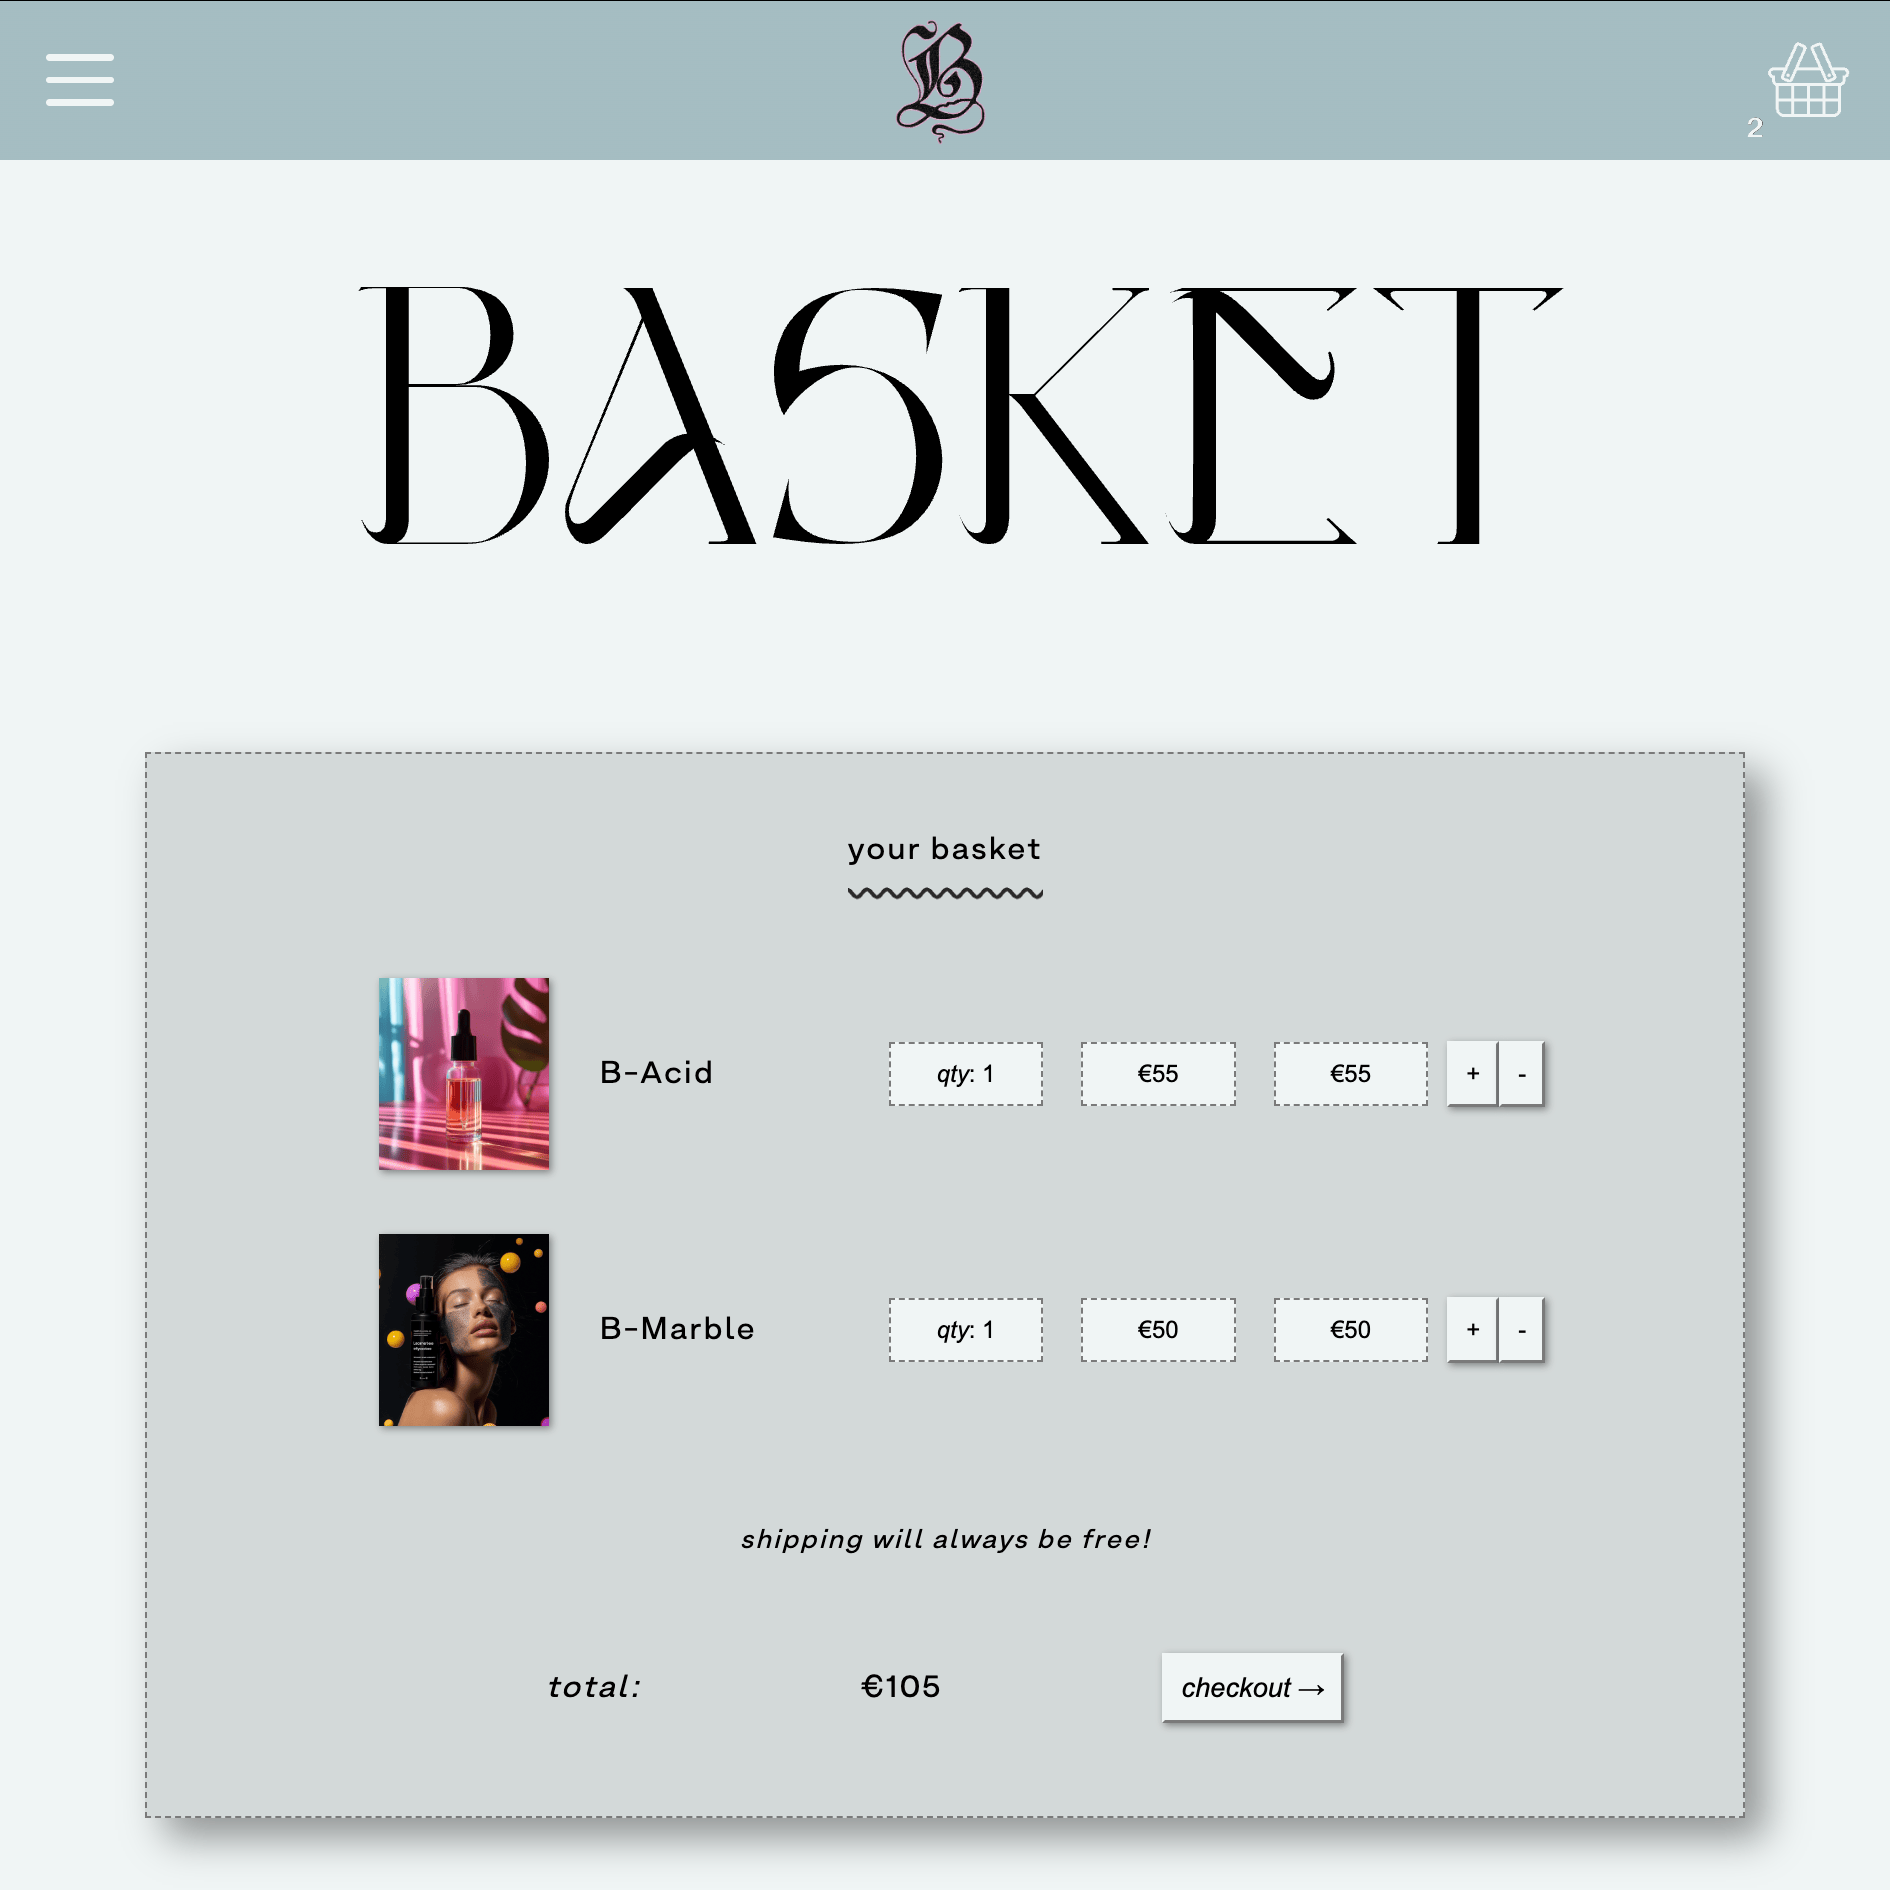 B
2
BASKET
your basket
B-Acid qty: 1 €55 €55 + -
B-Marble qty: 1 €50 €50 + -
shipping will always be free!
total: €105 checkout →